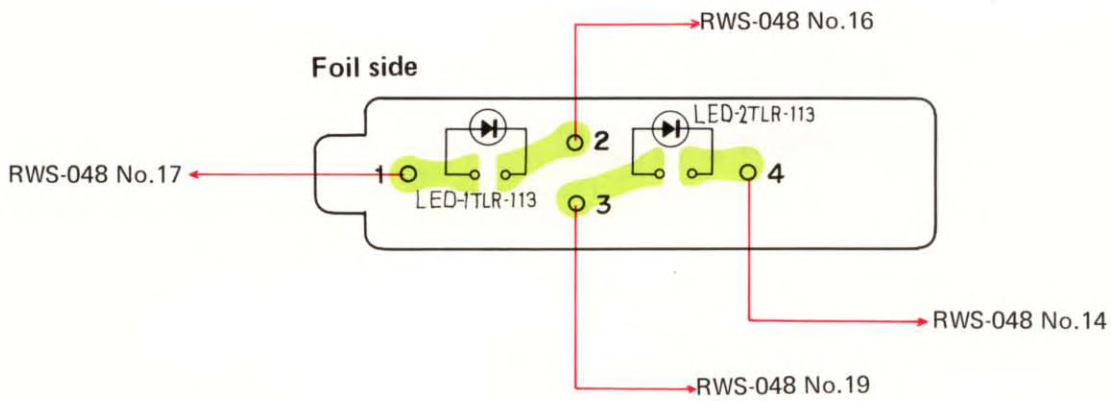 RWS-048 No.16
Foil side
LED-2TLR-113
2
RWS-048 No.17
1
4
LED-1TLR-113
3
RWS-048 No.14
RWS-048 No.19